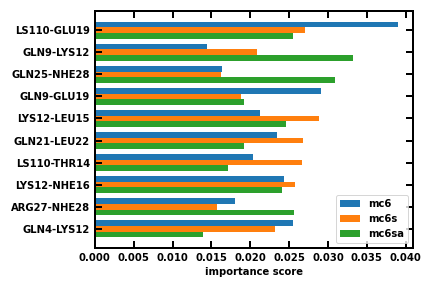 LS110-GLU19
GLN9-LYS12
GLN25-NHE28
GLN9-GLU19
LYS12-LEU15
GLN21-LEU22
LS110-THR14
LYS12-NHE16
ARG27-NHE28
GLN4-LYS12
mc6
mc6s
mc6sa
0.000 0.005 0.010 0.015 0.020 0.025 0.030 0.035 0.040
importance score